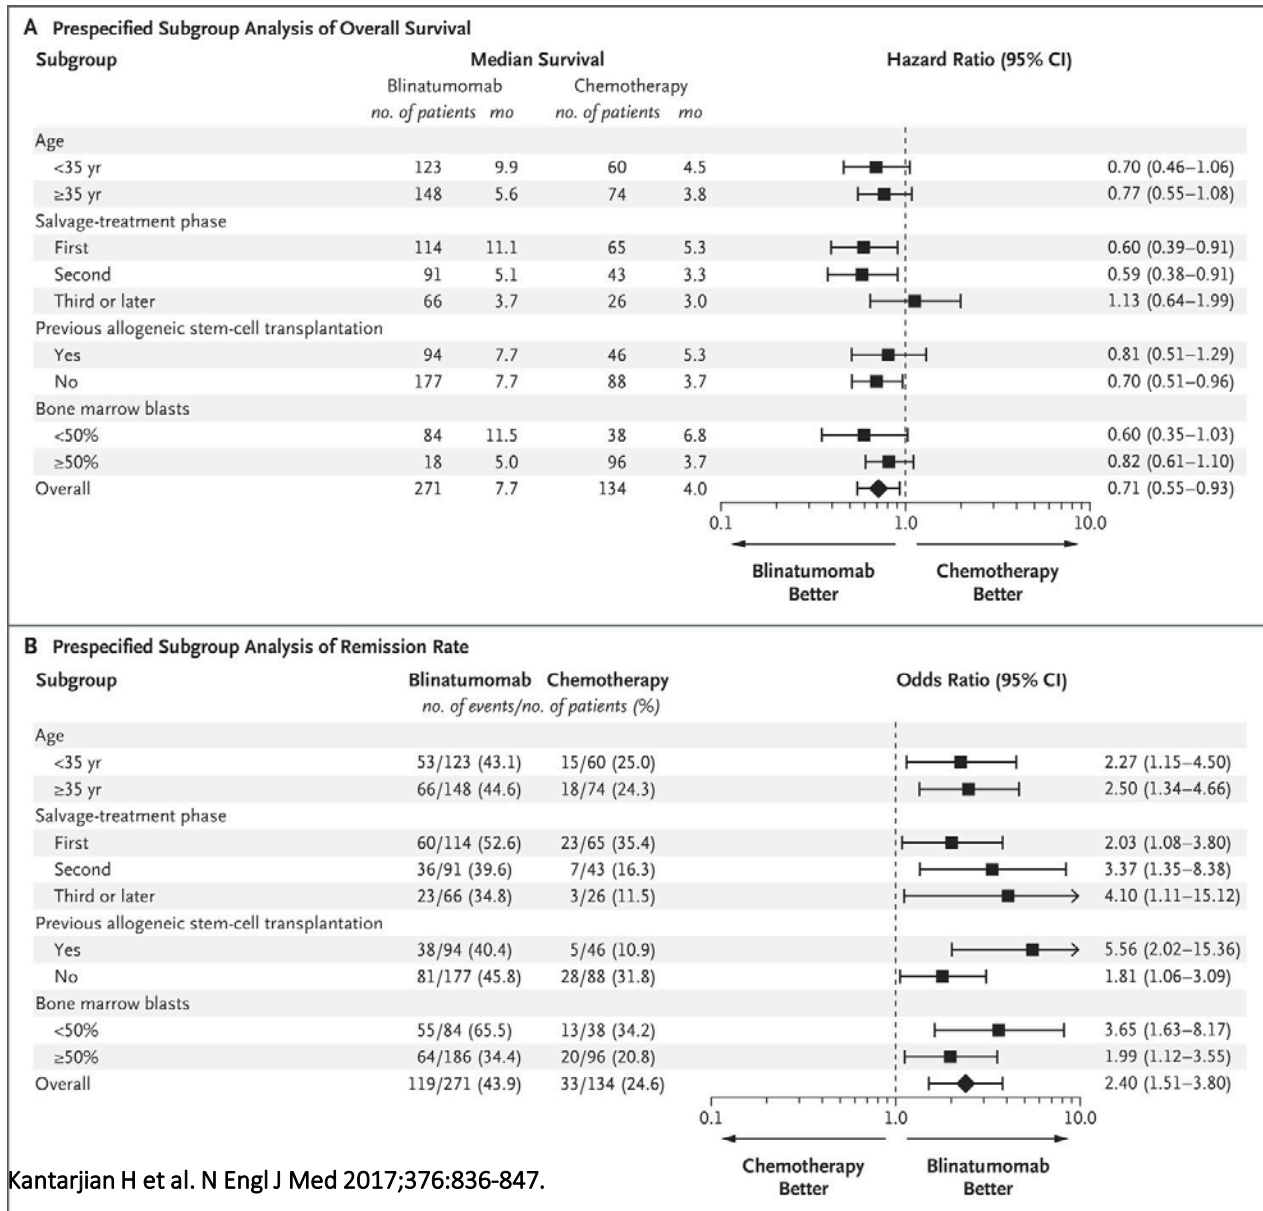 A Prespecified Subgroup Analysis of Overall Survival
Subgroup Median Survival Hazard Ratio (95% CI)
Blinatumomab Chemotherapy
no. of patients mo no. of patients mo
Age
<35 yr 123 9.9 60 4.5 0.70 (0.46–1.06)
≥35 yr 148 5.6 74 3.8 0.77 (0.55–1.08)
Salvage-treatment phase
First 114 11.1 65 5.3 0.60 (0.39–0.91)
Second 91 5.1 43 3.3 0.59 (0.38–0.91)
Third or later 66 3.7 26 3.0 1.13 (0.64–1.99)
Previous allogeneic stem-cell transplantation
Yes 94 7.7 46 5.3 0.81 (0.51–1.29)
No 177 7.7 88 3.7 0.70 (0.51–0.96)
Bone marrow blasts
<50% 84 11.5 38 6.8 0.60 (0.35–1.03)
≥50% 18 5.0 96 3.7 0.82 (0.61–1.10)
Overall 271 7.7 134 4.0 0.71 (0.55–0.93)
0.1 1.0 10.0
Blinatumomab Better Chemotherapy Better
B Prespecified Subgroup Analysis of Remission Rate
Subgroup Blinatumomab Chemotherapy Odds Ratio (95% CI)
no. of events/no. of patients (%)
Age
<35 yr 53/123 (43.1) 15/60 (25.0) 2.27 (1.15–4.50)
≥35 yr 66/148 (44.6) 18/74 (24.3) 2.50 (1.34–4.66)
Salvage-treatment phase
First 60/114 (52.6) 23/65 (35.4) 2.03 (1.08–3.80)
Second 36/91 (39.6) 7/43 (16.3) 3.37 (1.35–8.38)
Third or later 23/66 (34.8) 3/26 (11.5) 4.10 (1.11–15.12)
Previous allogeneic stem-cell transplantation
Yes 38/94 (40.4) 5/46 (10.9) 5.56 (2.02–15.36)
No 81/177 (45.8) 28/88 (31.8) 1.81 (1.06–3.09)
Bone marrow blasts
<50% 55/84 (65.5) 13/38 (34.2) 3.65 (1.63–8.17)
≥50% 64/186 (34.4) 20/96 (20.8) 1.99 (1.12–3.55)
Overall 119/271 (43.9) 33/134 (24.6) 2.40 (1.51–3.80)
0.1 1.0 10.0
Chemotherapy Better Blinatumomab Better
Kantarjian H et al. N Engl J Med 2017;376:836-847.